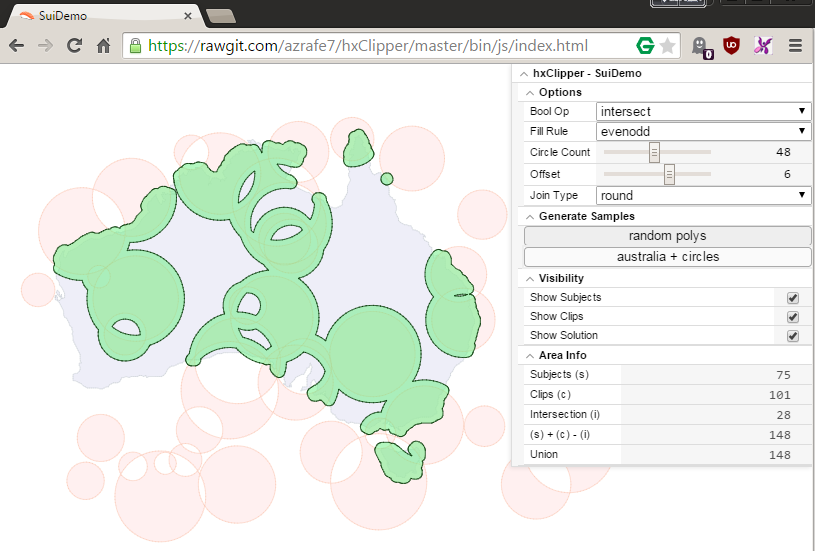 SuiDemo
https://rawgit.com/azrafe7/hxClipper/master/bin/js/index.html
0
hxClipper - SuiDemo
Options
Bool Op intersect
Fill Rule evenodd
Circle Count 48
Offset 6
Join Type round
Generate Samples
random polys
australia + circles
Visibility
Show Subjects
Show Clips
Show Solution
Area Info
Subjects (s) 75
Clips (c) 101
Intersection (i) 28
(s) + (c) - (i) 148
Union 148